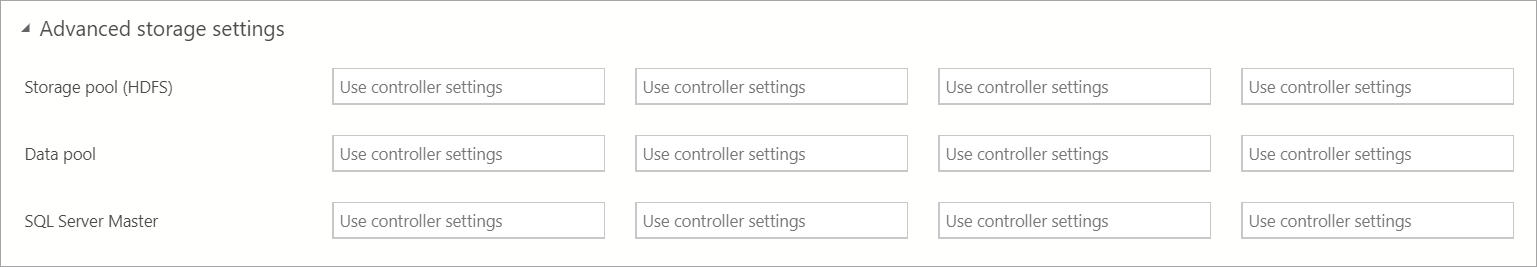 Advanced storage settings
Storage pool (HDFS) Use controller settings Use controller settings Use controller settings Use controller settings
Data pool Use controller settings Use controller settings Use controller settings Use controller settings
SQL Server Master Use controller settings Use controller settings Use controller settings Use controller settings